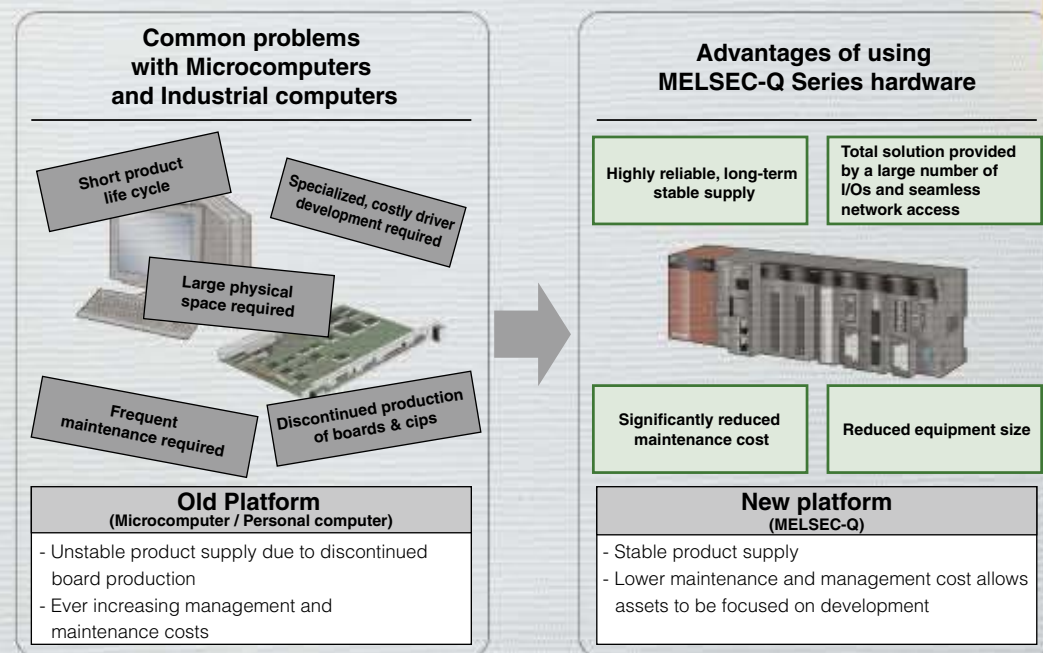 Common problems
with Microcomputers
and Industrial computers
Short product
life cycle
Specialized, costly driver
development required
Large physical
space required
Frequent
maintenance required
Discontinued production
of boards & cips
Old Platform
(Microcomputer / Personal computer)
- Unstable product supply due to discontinued
board production
- Ever increasing management and
maintenance costs
Advantages of using
MELSEC-Q Series hardware
Highly reliable, long-term
stable supply
Total solution provided
by a large number of
I/Os and seamless
network access
Significantly reduced
maintenance cost
Reduced equipment size
New platform
(MELSEC-Q)
- Stable product supply
- Lower maintenance and management cost allows
assets to be focused on development